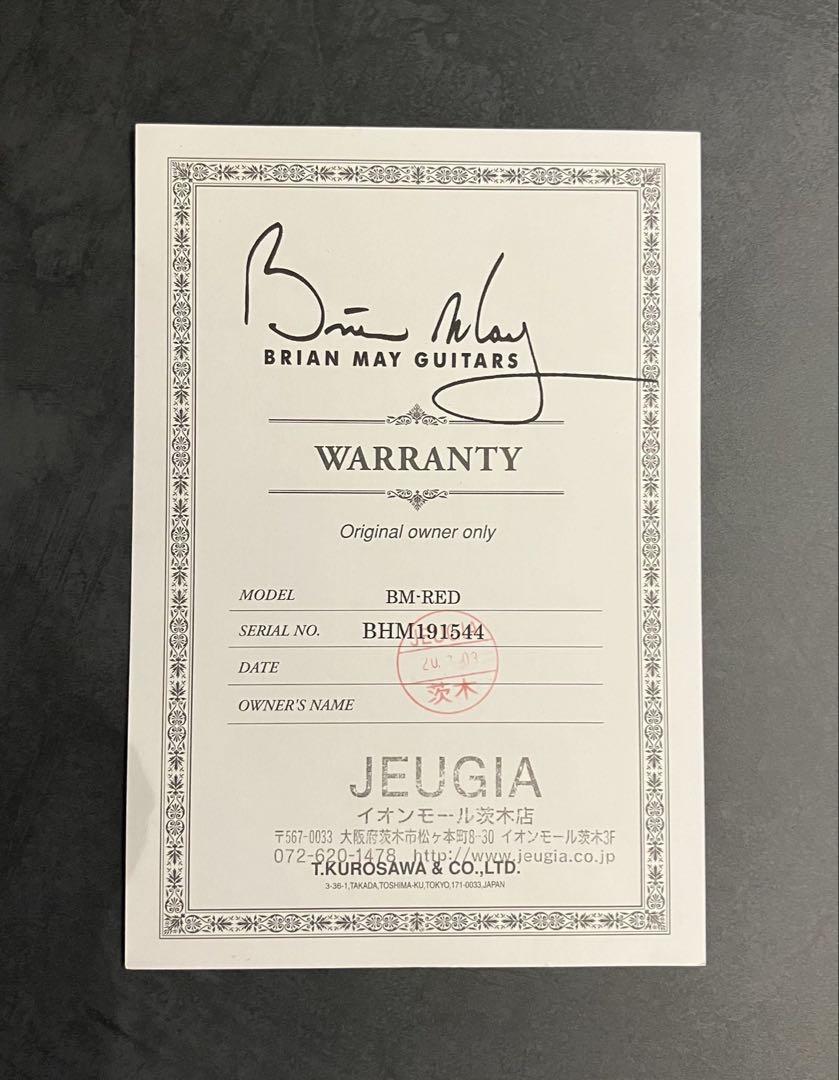 Brian May
BRIAN MAY GUITARS
WARRANTY
Original owner only
MODEL BM-RED
SERIAL NO. BHM191544
JEUGIA
DATE
茨木
OWNER'S NAME
JEUGIA
イオンモール茨木店
〒567-0033 大阪府茨木市松ヶ本町8-30 イオンモール茨木3F
072-620-1478 http://www.jeugia.co.jp
T.KUROSAWA & CO.,LTD.
3-36-1,TAKADA,TOSHIMA-KU,TOKYO,171-0033.JAPAN